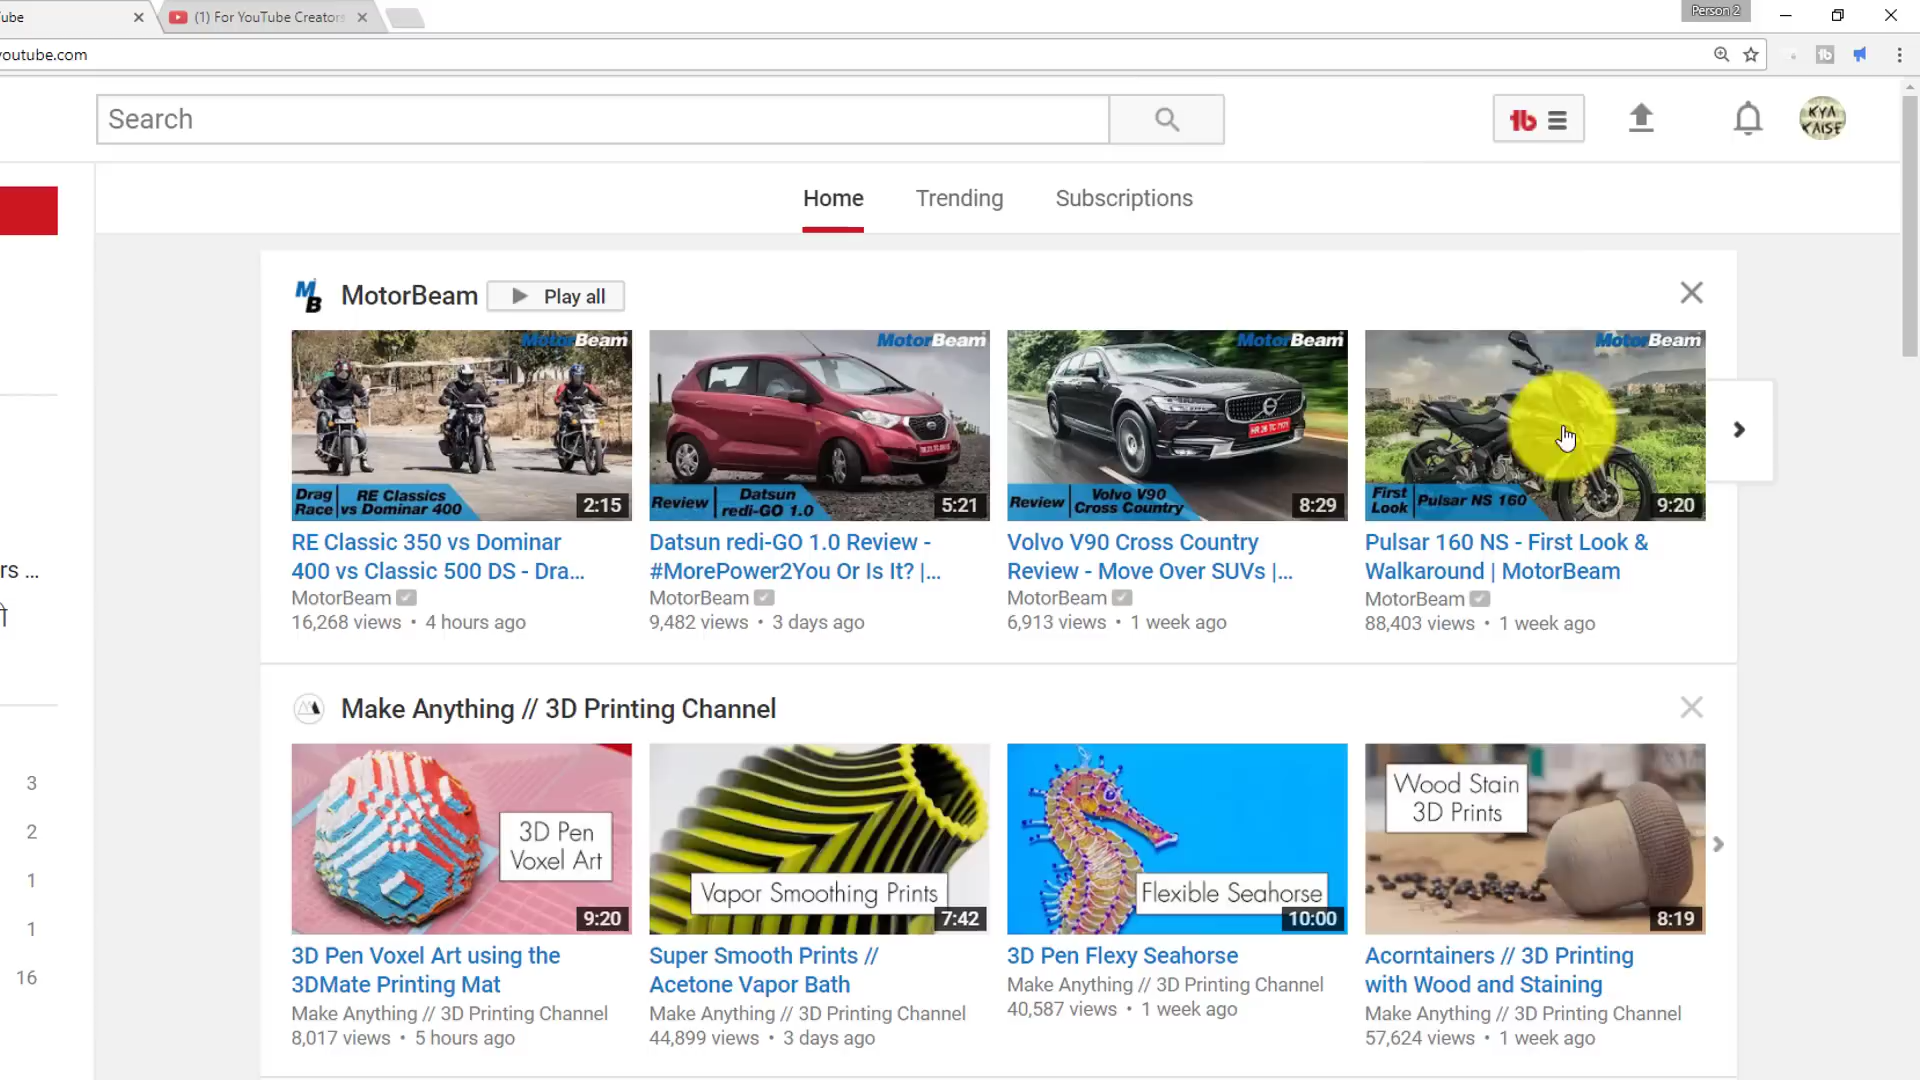 ube
(1) For YouTube Creators
Person 2
youtube.com
Search
KYA
KAISE
Home
Trending
Subscriptions
MB
MotorBeam
Play all
MotorBeam
Drag Race
RE Classics
vs Dominar 400
2:15
MotorBeam
Review
Datsun
redi-GO 1.0
5:21
MotorBeam
Review
Volvo V90
Cross Country
8:29
MotorBeam
First Look
Pulsar NS 160
9:20
RE Classic 350 vs Dominar
400 vs Classic 500 DS - Dra...
MotorBeam
16,268 views • 4 hours ago
Datsun redi-GO 1.0 Review -
#MorePower2You Or Is It? |...
MotorBeam
9,482 views • 3 days ago
Volvo V90 Cross Country
Review - Move Over SUVs |...
MotorBeam
6,913 views • 1 week ago
Pulsar 160 NS - First Look &
Walkaround | MotorBeam
MotorBeam
88,403 views • 1 week ago
rs ...
Make Anything // 3D Printing Channel
3D Pen
Voxel Art
9:20
Vapor Smoothing Prints
7:42
Flexible Seahorse
10:00
Wood Stain
3D Prints
8:19
3D Pen Voxel Art using the
3DMate Printing Mat
Make Anything // 3D Printing Channel
8,017 views • 5 hours ago
Super Smooth Prints //
Acetone Vapor Bath
Make Anything // 3D Printing Channel
44,899 views • 3 days ago
3D Pen Flexy Seahorse
Make Anything // 3D Printing Channel
40,587 views • 1 week ago
Acorntainers // 3D Printing
with Wood and Staining
Make Anything // 3D Printing Channel
57,624 views • 1 week ago
3
2
1
1
16